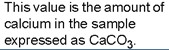 This value is the amount of
calcium in the sample
expressed as CaCO₃.